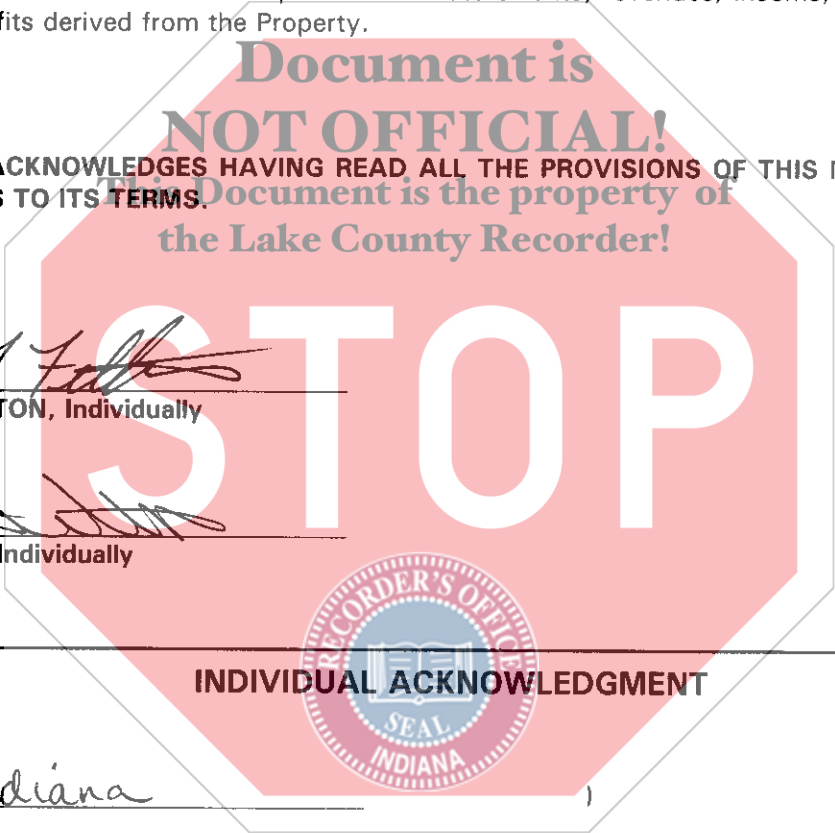 fits derived from the Property.
Document is
NOT OFFICIAL!
ACKNOWLEDGES HAVING READ ALL THE PROVISIONS OF THIS
S TO ITS TERMS.
This Document is the property of
the Lake County Recorder!
STOP
TON, Individually
Individually
RECORDER'S OFFICE
SEAL
INDIANA
INDIVIDUAL ACKNOWLEDGMENT
diana )